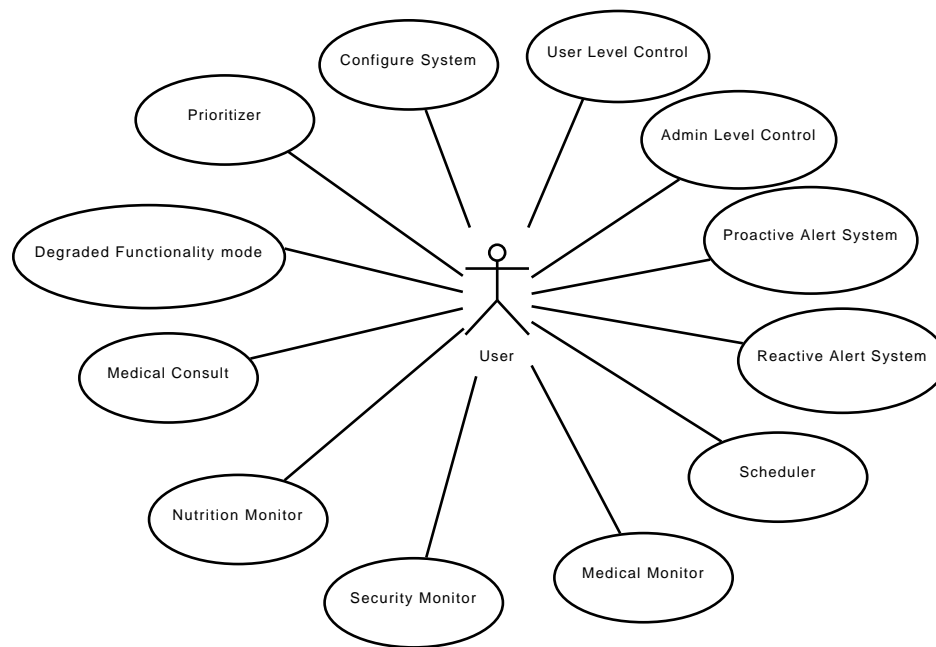 User Level Control
Configure System
Prioritizer
Admin Level Control
Proactive Alert System
Degraded Functionality mode
User
Reactive Alert System
Medical Consult
Scheduler
Nutrition Monitor
Medical Monitor
Security Monitor